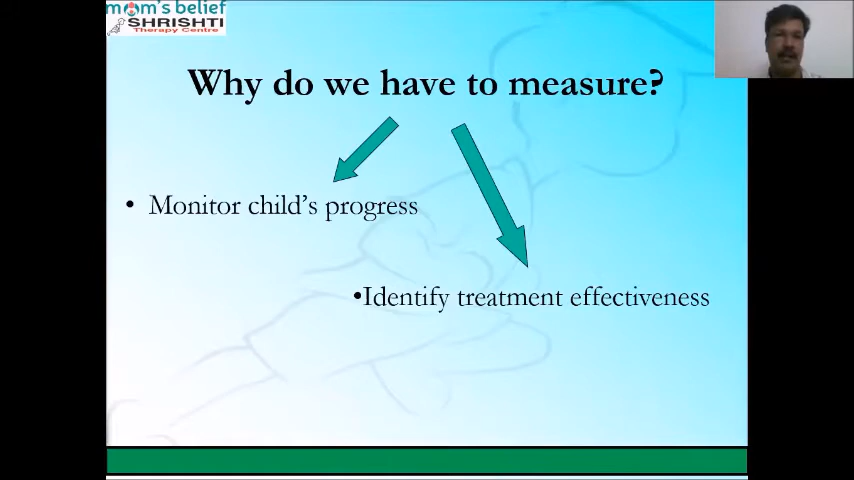 mom's belief
SHRISHTI
Therapy Centre
Why do we have to measure?
• Monitor child's progress
•Identify treatment effectiveness